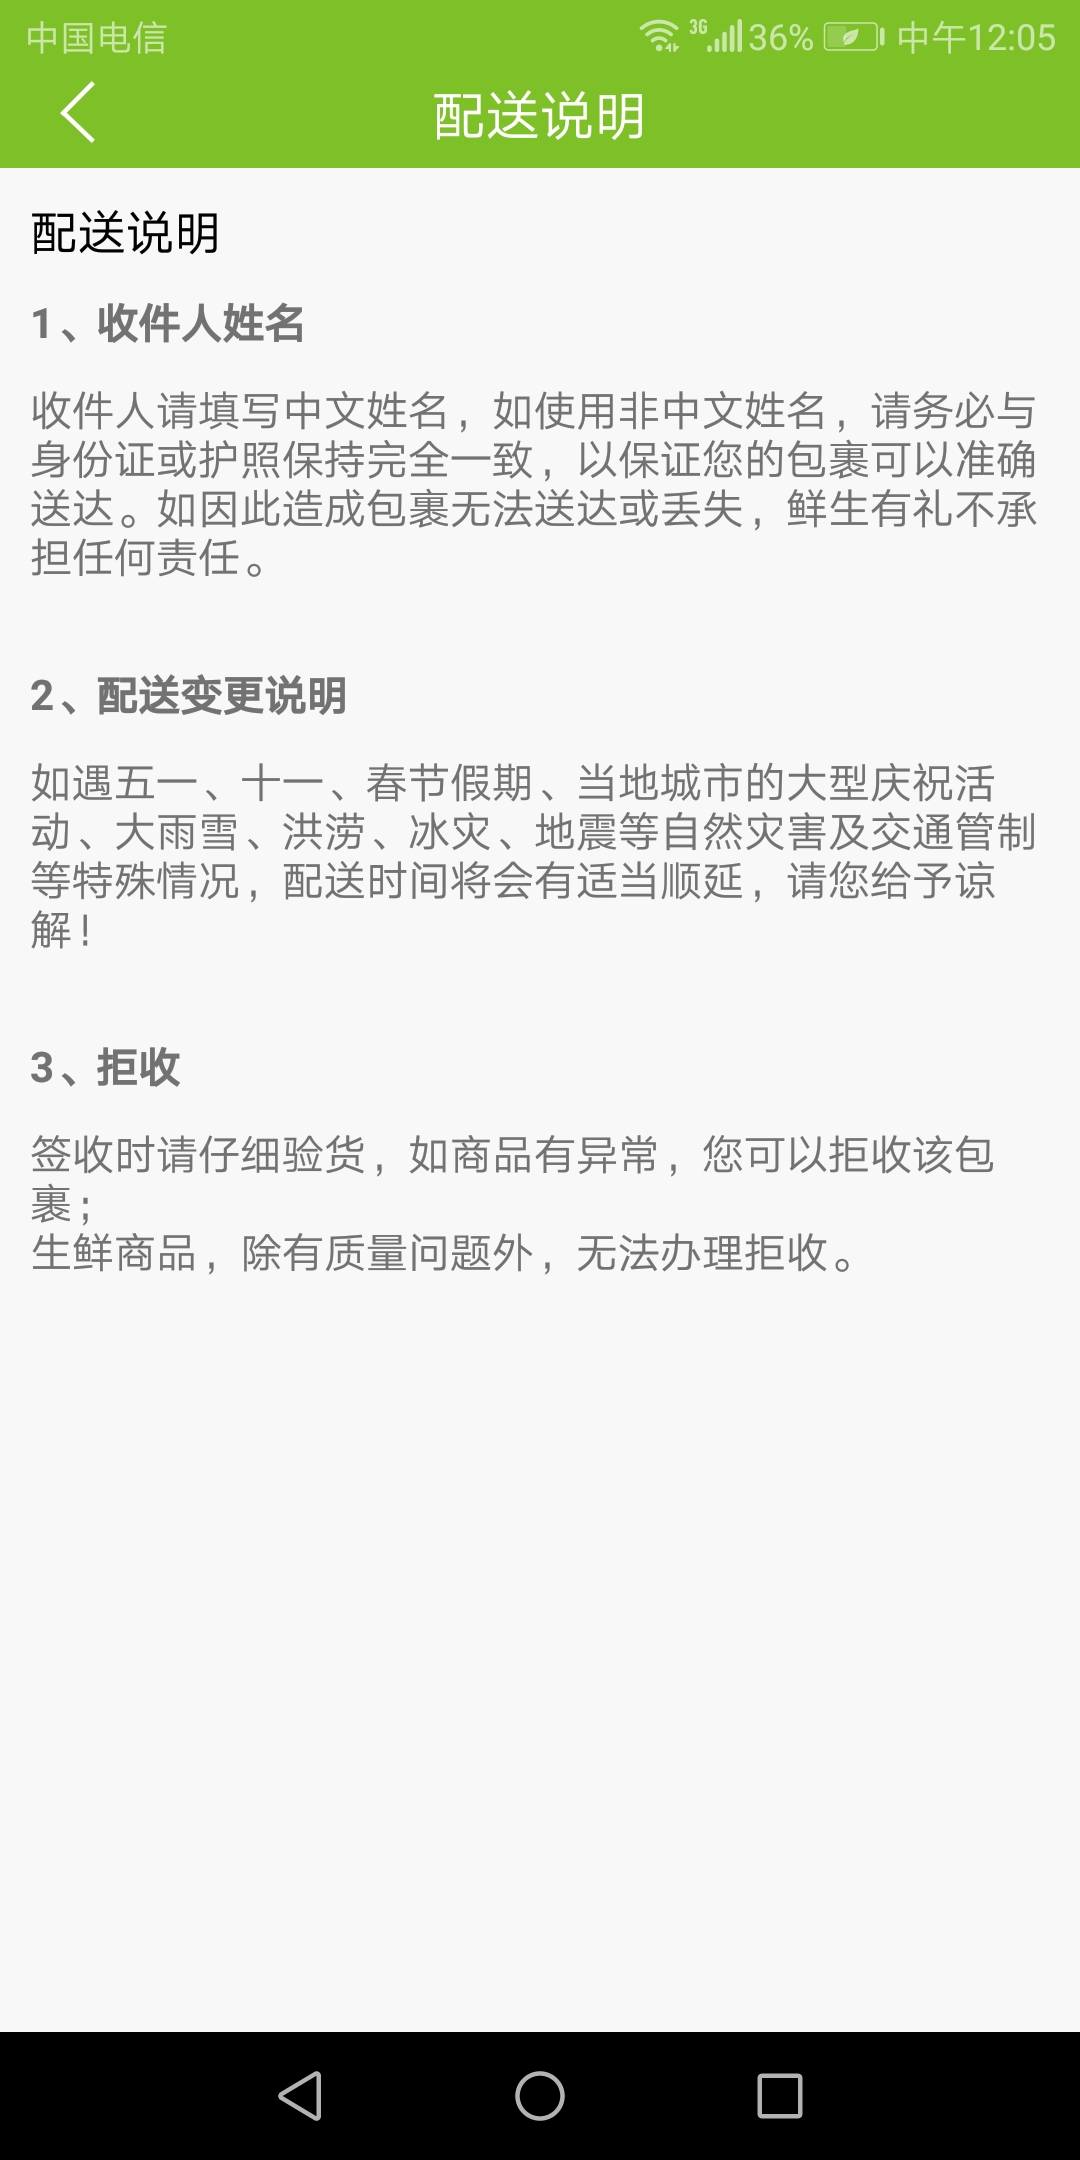 中国电信
3G 36% 中午12:05
配送说明
配送说明
1、收件人姓名
收件人请填写中文姓名，如使用非中文姓名，请务必与
身份证或护照保持完全一致，以保证您的包裹可以准确
送达。如因此造成包裹无法送达或丢失，鲜生有礼不承
担任何责任。
2、配送变更说明
如遇五一、十一、春节假期、当地城市的大型庆祝活
动、大雨雪、洪涝、冰灾、地震等自然灾害及交通管制
等特殊情况，配送时间将会有适当顺延，请您给予谅
解！
3、拒收
签收时请仔细验货，如商品有异常，您可以拒收该包
裹；
生鲜商品，除有质量问题外，无法办理拒收。